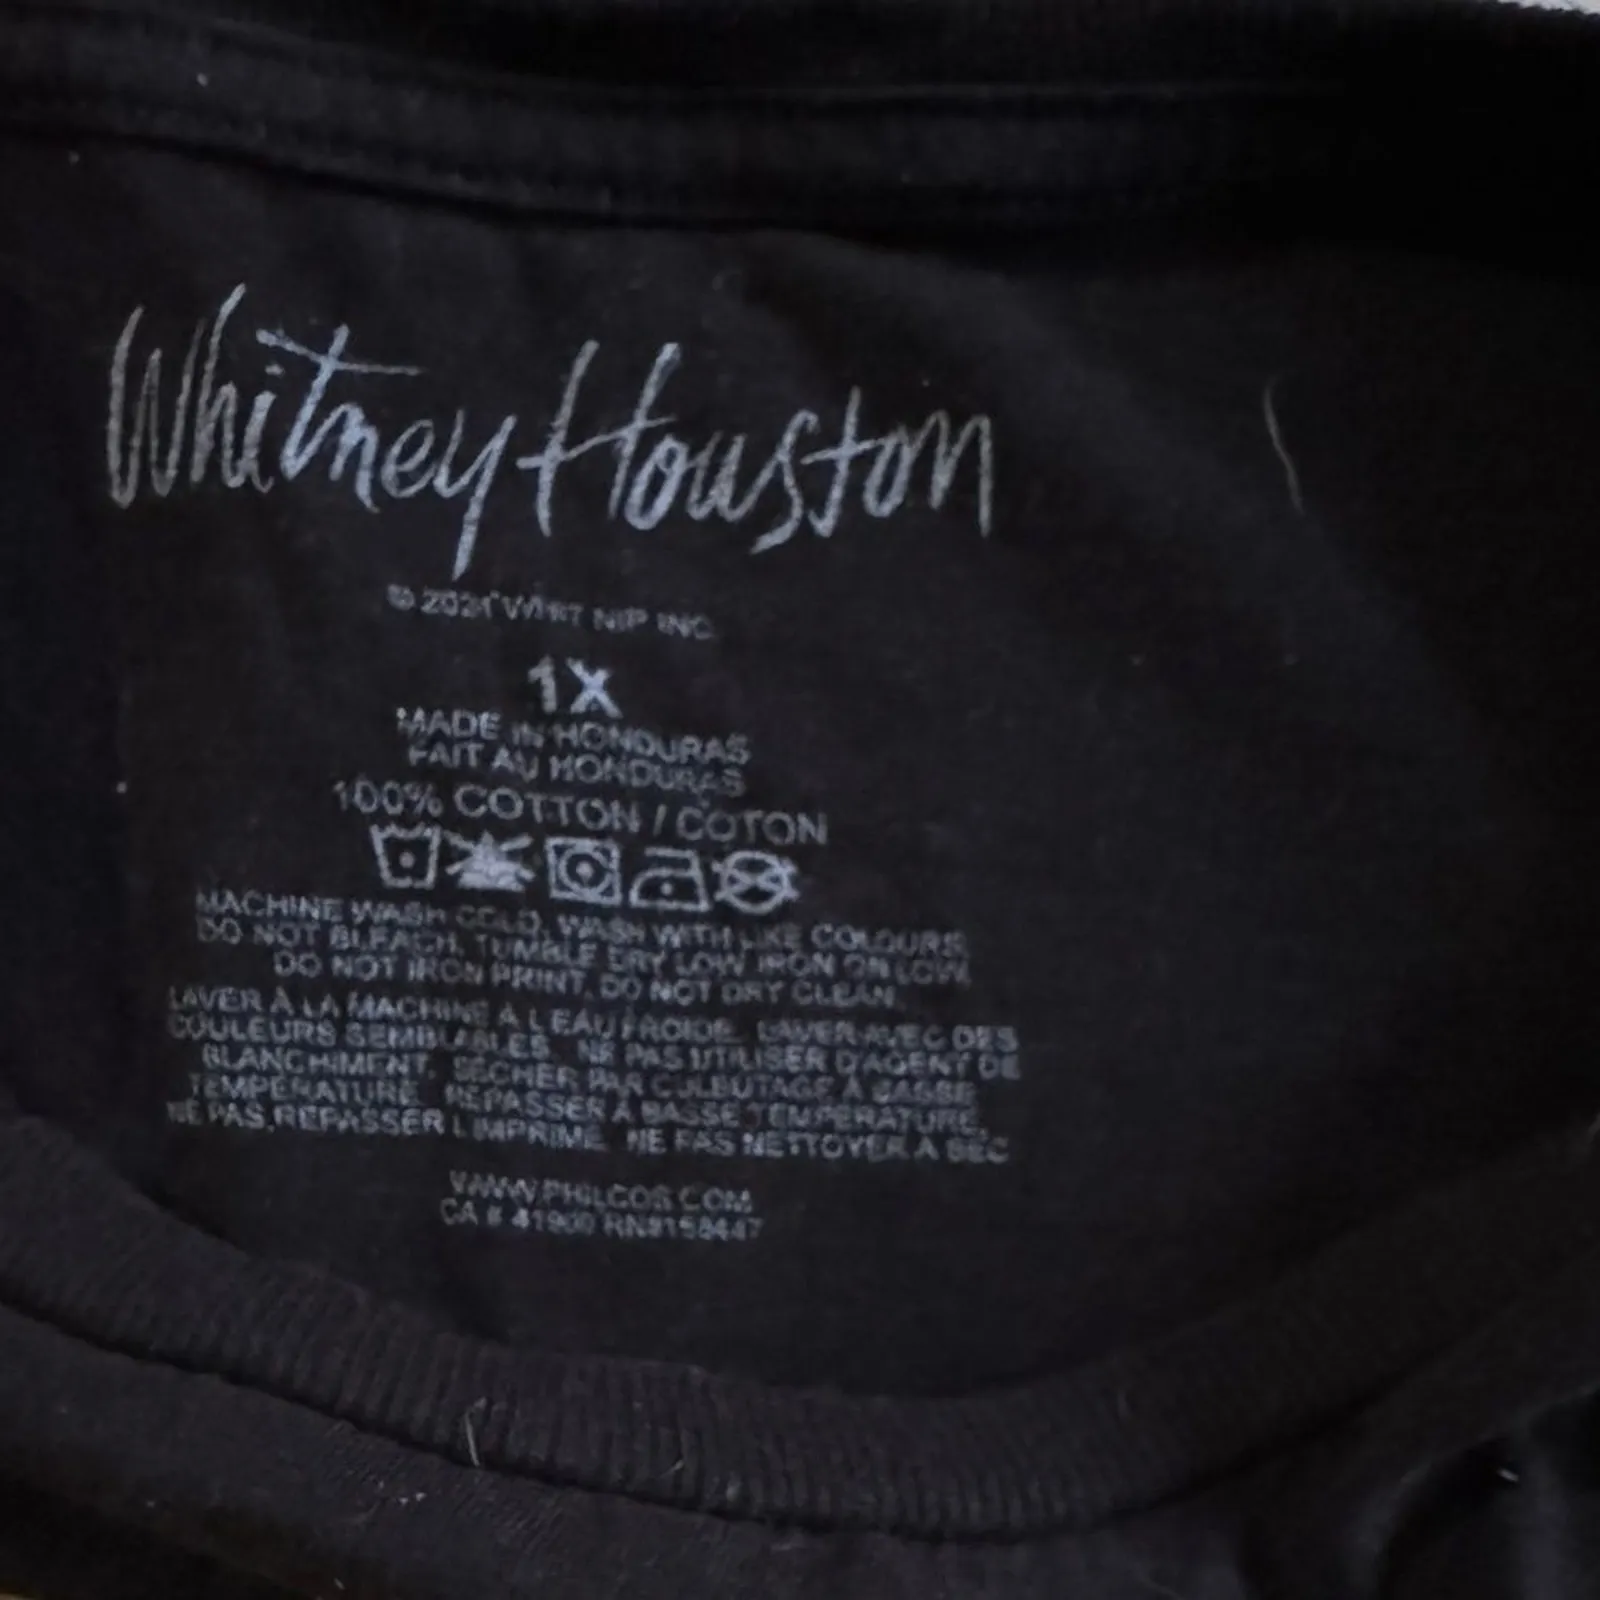 Whitney Houston
© 2021 WHIT NIP INC.
1X
MADE IN HONDURAS
FAIT AU HONDURAS
100% COTTON / COTON
MACHINE WASH COLD, WASH WITH LIKE COLOURS,
DO NOT BLEACH, TUMBLE DRY LOW, IRON ON LOW,
DO NOT IRON PRINT, DO NOT DRY CLEAN.
LAVER À LA MACHINE À L'EAU FROIDE, LAVER AVEC DES
COULEURS SEMBLABLES, NE PAS UTILISER D'AGENT DE
BLANCHIMENT, SÉCHER PAR CULBUTAGE À BASSE
TEMPÉRATURE, REPASSER À BASSE TEMPÉRATURE,
NE PAS REPASSER L'IMPRIMÉ, NE PAS NETTOYER À SEC
WWW.PHILCOS.COM
CA # 41900 RN#158447